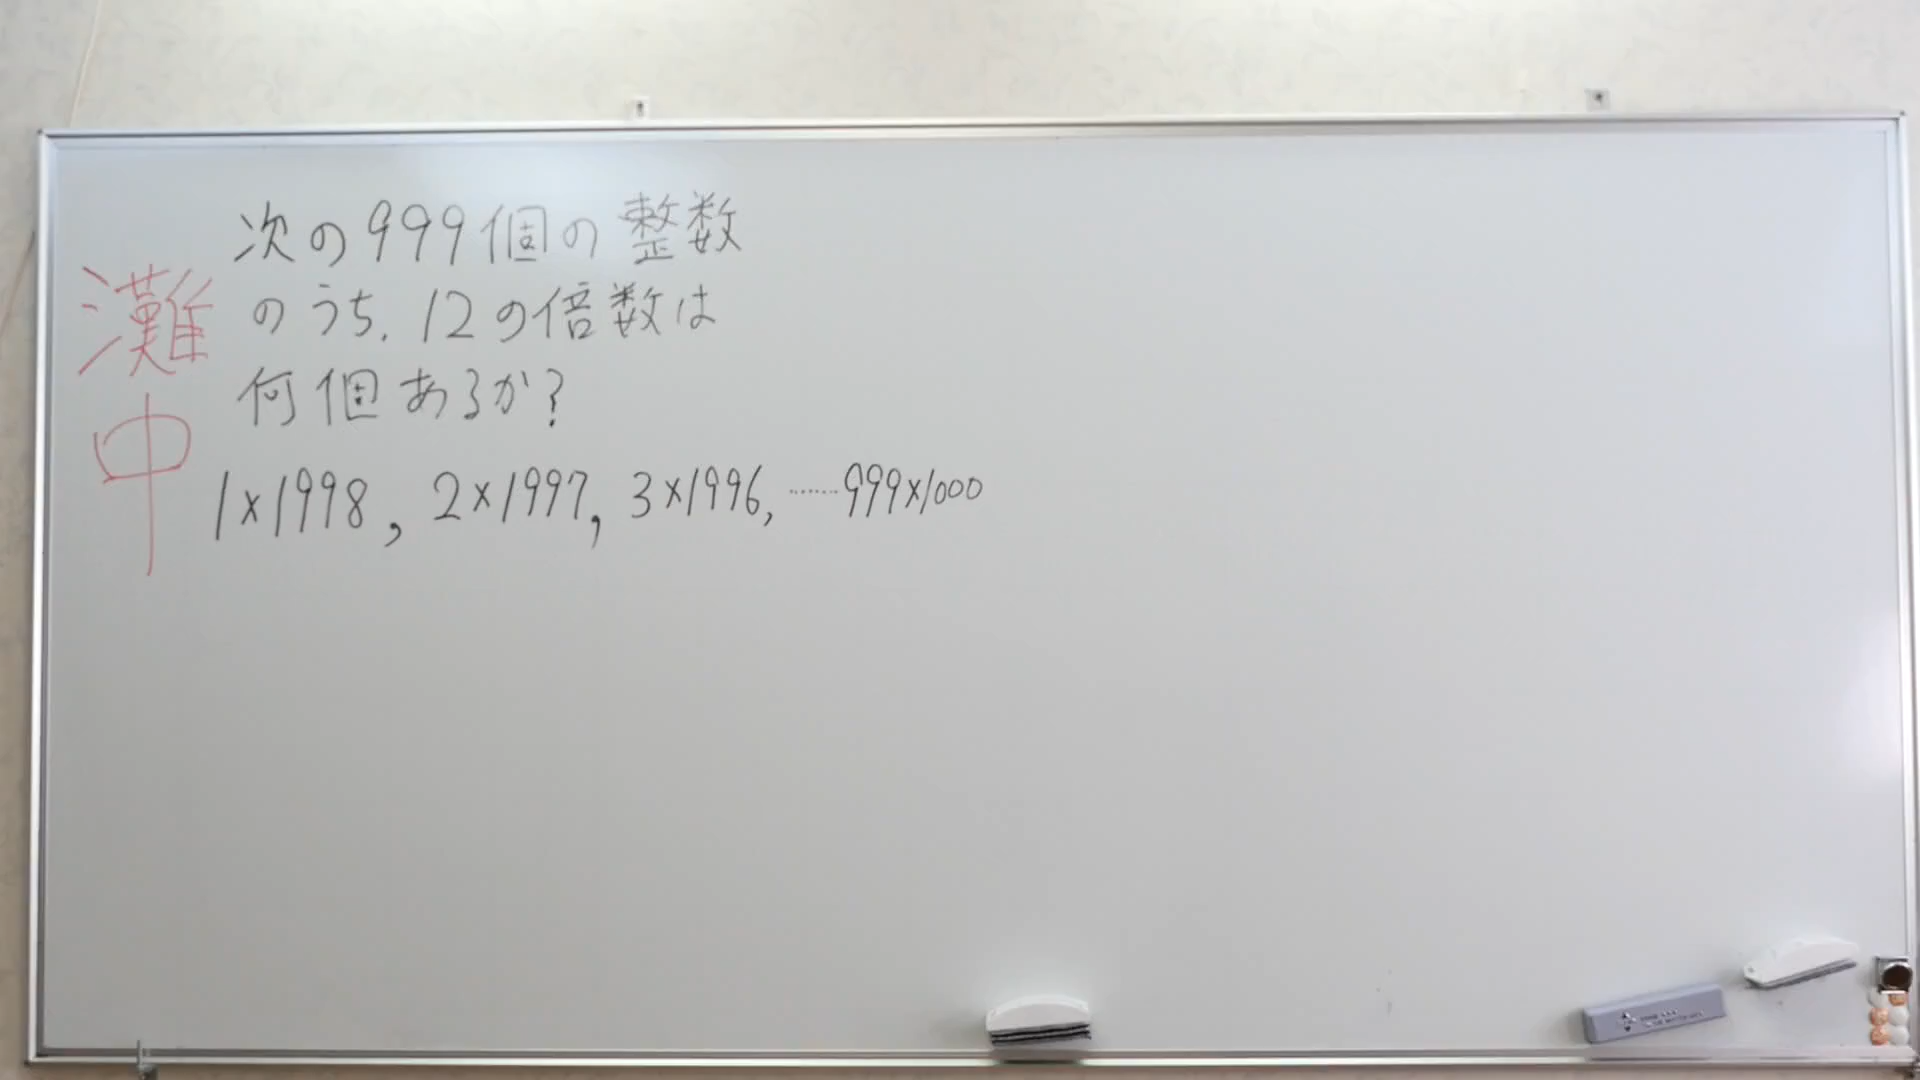 灘中
次の999個の整数
のうち、12の倍数は
何個あるか?
1×1998, 2×1997, 3×1996, ……999×1000